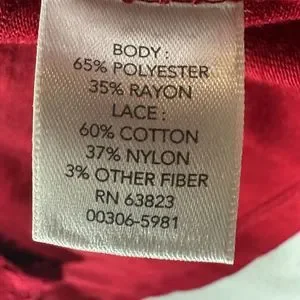 BODY :
65% POLYESTER
35% RAYON
LACE :
60% COTTON
37% NYLON
3% OTHER FIBER
RN 63823
00306-5981